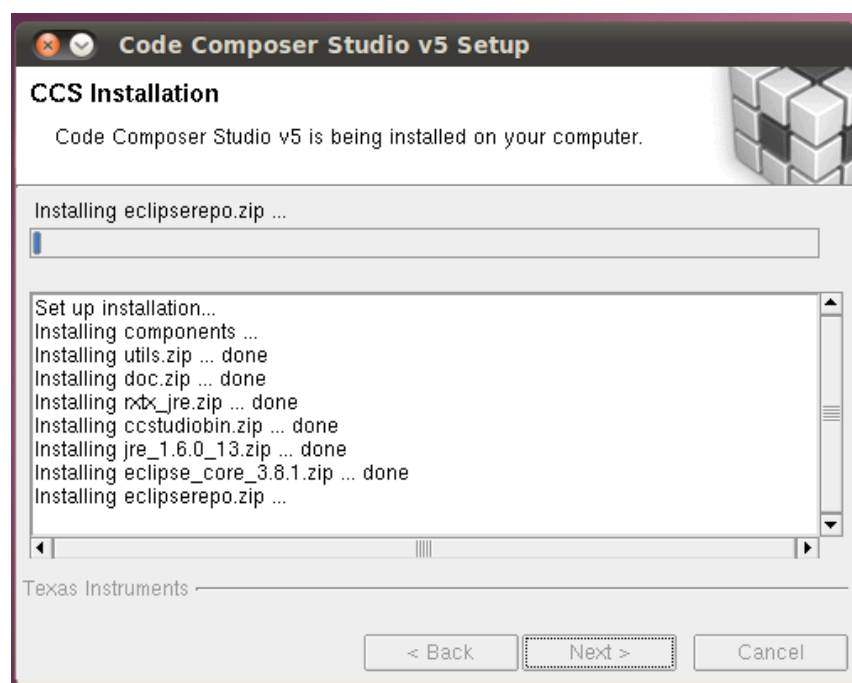 Code Composer Studio v5 Setup
CCS Installation
Code Composer Studio v5 is being installed on your computer.
Installing eclipserepo.zip ...
Set up installation...
Installing components ...
Installing utils.zip ... done
Installing doc.zip ... done
Installing rxtx_jre.zip ... done
Installing ccstudiobin.zip ... done
Installing jre_1.6.0_13.zip ... done
Installing eclipse_core_3.8.1.zip ... done
Installing eclipserepo.zip ...
Texas Instruments
< Back
Next >
Cancel